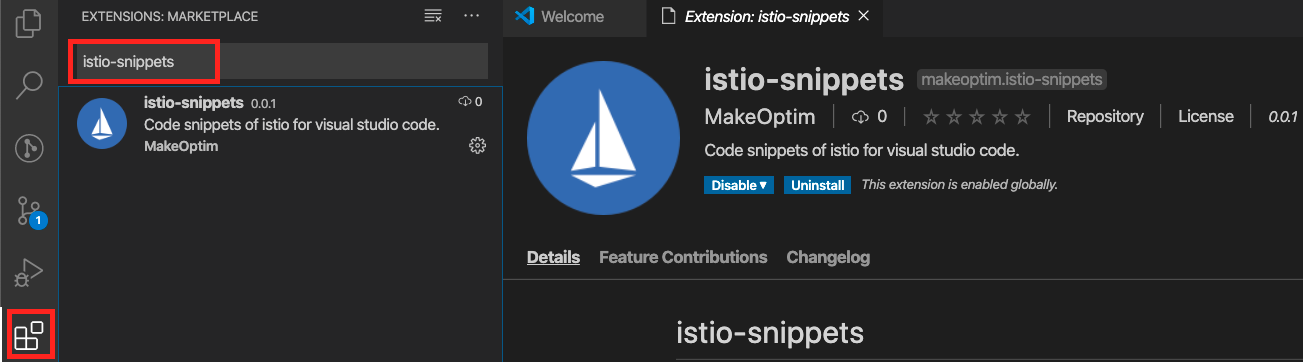 EXTENSIONS: MARKETPLACE
istio-snippets
istio-snippets 0.0.1 0
Code snippets of istio for visual studio code.
MakeOptim
1
Welcome
Extension: istio-snippets
istio-snippets makeoptim.istio-snippets
MakeOptim 0 Repository License 0.0.1
Code snippets of istio for visual studio code.
Disable Uninstall This extension is enabled globally.
Details Feature Contributions Changelog
istio-snippets